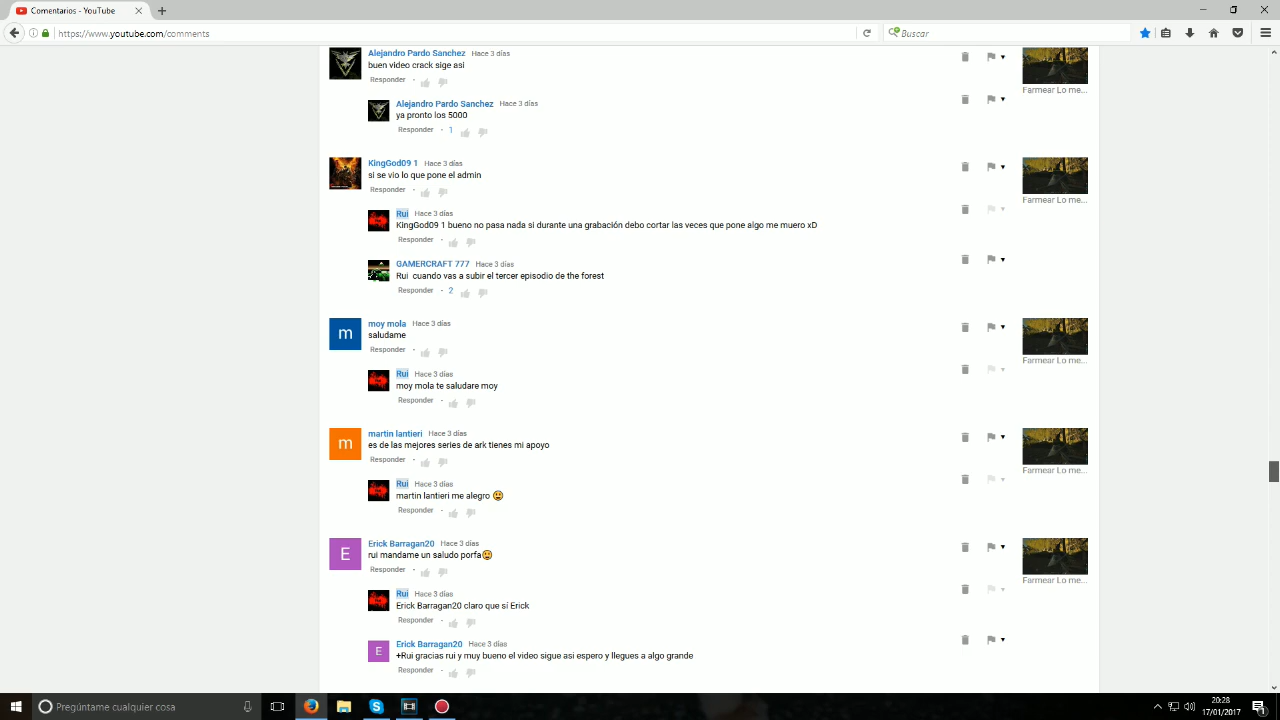 Comentarios - YouTube
https://www.youtube.com/comments
Buscar
Alejandro Pardo Sanchez Hace 3 días
buen video crack sige asi
Responder
Farmear Lo me...
Alejandro Pardo Sanchez Hace 3 días
ya pronto los 5000
Responder · 1
KingGod09 1 Hace 3 días
si se vio lo que pone el admin
Responder
Farmear Lo me...
Rui Hace 3 días
KingGod09 1 bueno no pasa nada si durante una grabación debo cortar las veces que pone algo me muero xD
Responder
GAMERCRAFT 777 Hace 3 días
Rui cuando vas a subir el tercer episodio de the forest
Responder · 2
moy mola Hace 3 días
m
saludame
Responder
Farmear Lo me...
Rui Hace 3 días
moy mola te saludare moy
Responder
martin lantieri Hace 3 días
m
es de las mejores series de ark tienes mi apoyo
Responder
Farmear Lo me...
Rui Hace 3 días
martin lantieri me alegro
Responder
Erick Barragan20 Hace 3 días
E
rui mandame un saludo porfa
Responder
Farmear Lo me...
Rui Hace 3 días
Erick Barragan20 claro que sí Erick
Responder
Erick Barragan20 Hace 3 días
E
+Rui gracias rui y muy bueno el video sigue asi espero y llegues a algo grande
Responder
Pregúntame cualquier cosa
20:28
17/01/2017